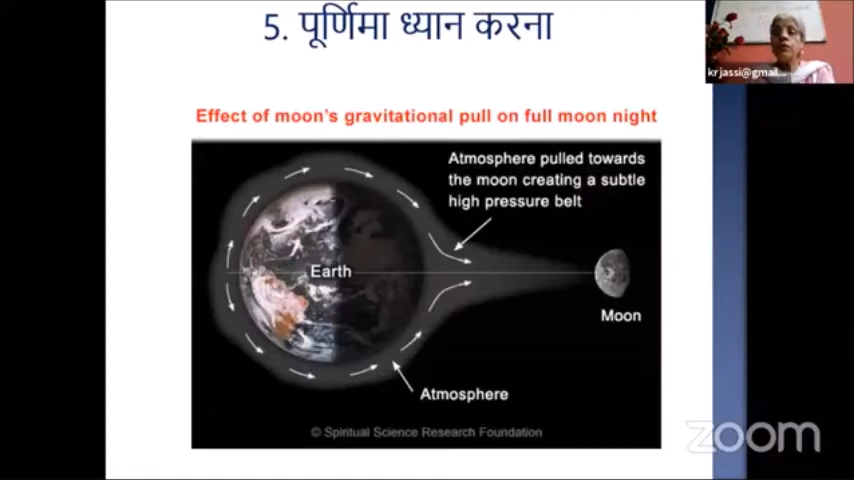 5. पूर्णिमा ध्यान करना
krjassi@gmail...
Effect of moon's gravitational pull on full moon night
Atmosphere pulled towards
the moon creating a subtle
high pressure belt
Earth
Moon
Atmosphere
© Spiritual Science Research Foundation
zoom